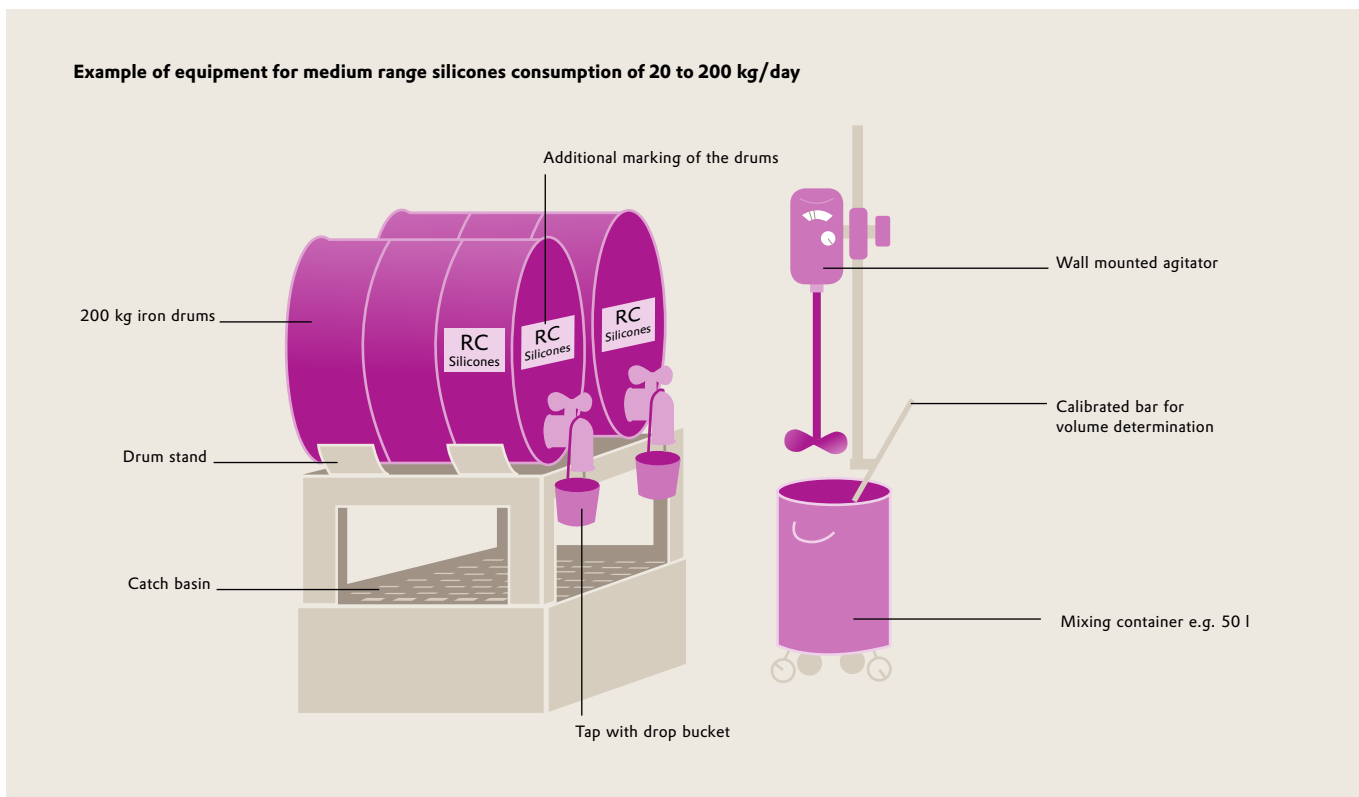 Example of equipment for medium range silicones consumption of 20 to 200 kg/day
Additional marking of the drums
Wall mounted agitator
200 kg iron drums
RC
Silicones
RC
Silicones
RC
Silicones
Calibrated bar for
volume determination
Drum stand
Catch basin
Mixing container e.g. 50 l
Tap with drop bucket